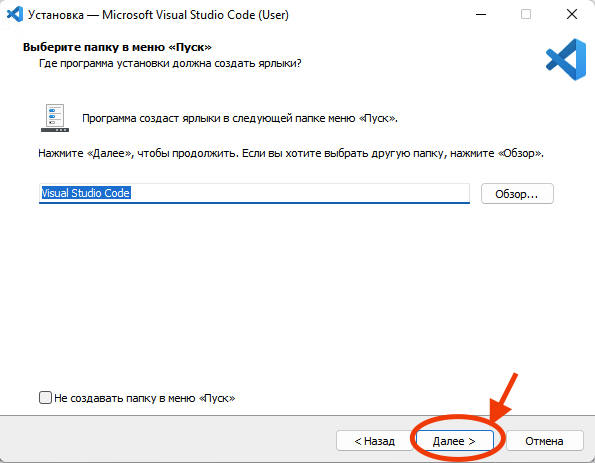 Установка — Microsoft Visual Studio Code (User)
Выберите папку в меню «Пуск»
Где программа установки должна создать ярлыки?
Программа создаст ярлыки в следующей папке меню «Пуск».
Нажмите «Далее», чтобы продолжить. Если вы хотите выбрать другую папку, нажмите «Обзор».
Visual Studio Code
Обзор...
Не создавать папку в меню «Пуск»
< Назад
Далее >
Отмена